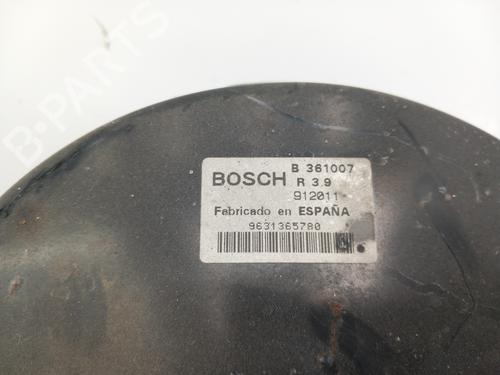 B-PARTS
BOSCH B 361007
R 3.9
912011-
Fabricado en ESPAÑA
9631365780